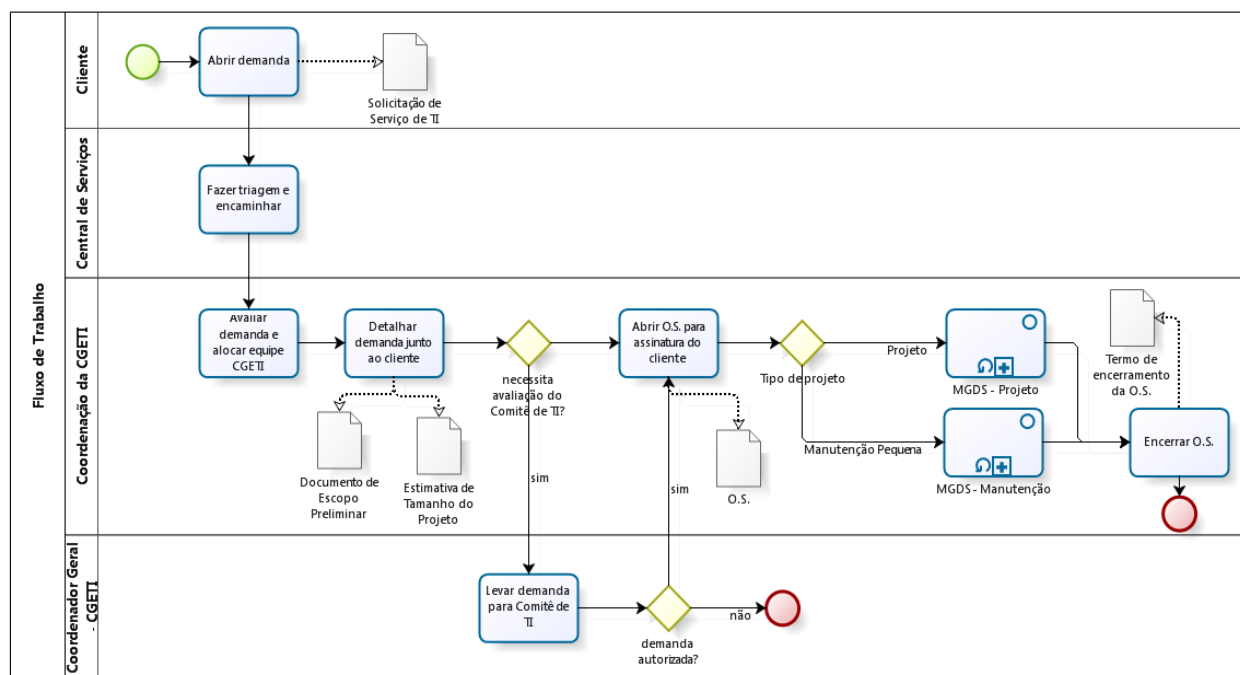 Fluxo de Trabalho
Cliente
Abrir demanda
Solicitação de
Serviço de TI
Central de Serviços
Fazer triagem e
encaminhar
Coordenação da CGETI
Avaliar
demanda e
alocar equipe
CGETI
Detalhar
demanda junto
ao cliente
Documento de
Escopo
Preliminar
Estimativa de
Tamanho do
Projeto
necessita
avaliação do
Comitê de TI?
sim
Abrir O.S. para
assinatura do
cliente
O.S.
sim
Tipo de projeto
Projeto
Manutenção Pequena
MGDS - Projeto
MGDS - Manutenção
Termo de
encerramento
da O.S.
Encerrar O.S.
Coordenador Geral
- CGETI
Levar demanda
para Comitê de
TI
demanda
autorizada?
não